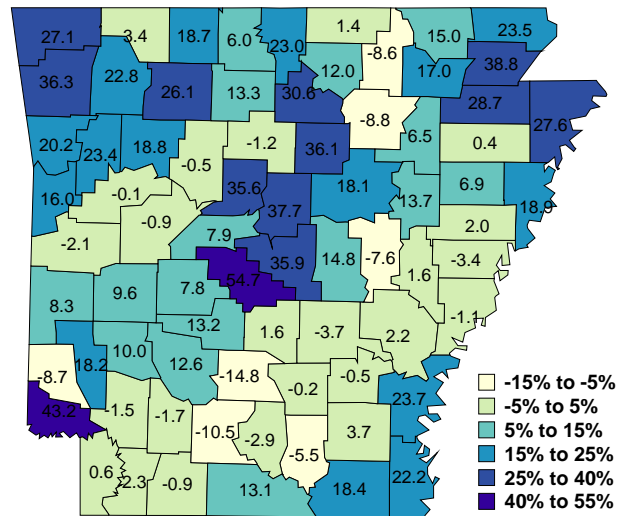 27.1 3.4 18.7 6.0 23.0 1.4 -8.6 15.0 23.5
36.3 22.8 26.1 13.3 30.6 12.0 17.0 38.8
-8.8 28.7 27.6
20.2 23.4 18.8 -0.5 -1.2 36.1 6.5 0.4
16.0 -0.1 35.6 18.1 13.7 6.9 18.9
-2.1 -0.9 7.9 37.7 2.0
54.7 35.9 14.8 -7.6 1.6 -3.4
8.3 9.6 7.8 -1.1
13.2 1.6 -3.7 2.2
-8.7 18.2 10.0 12.6 -14.8 -0.2 -0.5 23.7
43.2 -1.5 -1.7 -10.5 -2.9 -5.5 3.7
0.6 -2.3 -0.9 13.1 18.4 22.2
-15% to -5%
-5% to 5%
5% to 15%
15% to 25%
25% to 40%
40% to 55%